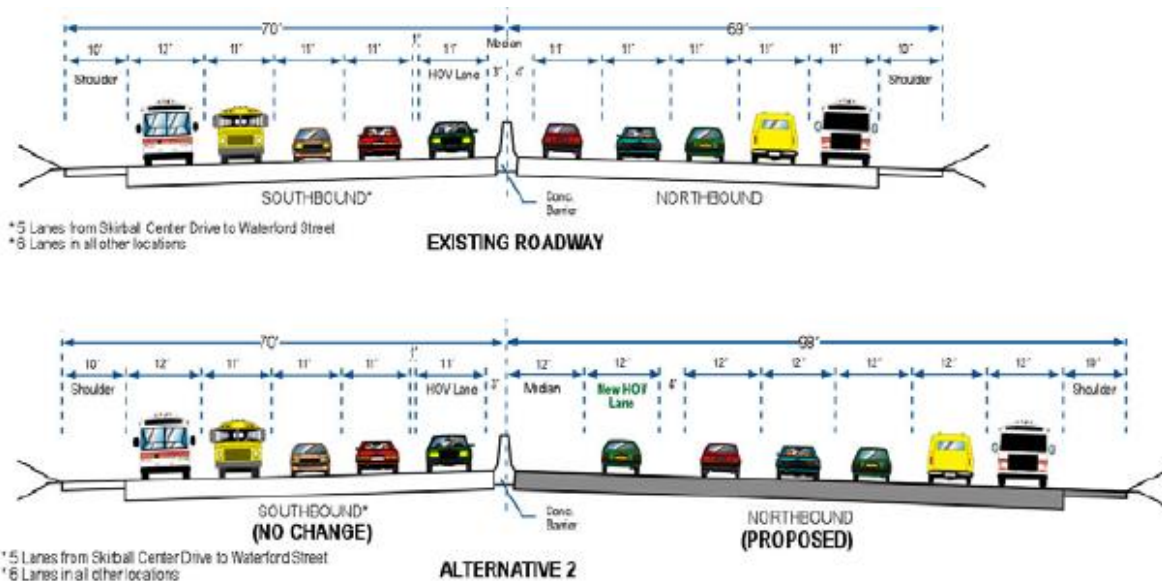 70' 69'
10' 12' 11' 11' 11' 1' 11' Median 11' 11' 11' 11' 11' 10'
Shoulder HOV Lane 3' 4' Shoulder
SOUTHBOUND* NORTHBOUND
Conc.
Barrier
* 5 Lanes from Skirball Center Drive to Waterford Street
* 6 Lanes in all other locations
EXISTING ROADWAY
70' 98'
10' 12' 11' 11' 11' 1' 11' 12' 12' 12' 12' 12' 12' 12' 10'
Shoulder HOV Lane 3' Median New HOV 4' Shoulder
Lane
SOUTHBOUND* NORTHBOUND
(NO CHANGE) (PROPOSED)
Conc.
Barrier
* 5 Lanes from Skirball Center Drive to Waterford Street
* 6 Lanes in all other locations
ALTERNATIVE 2